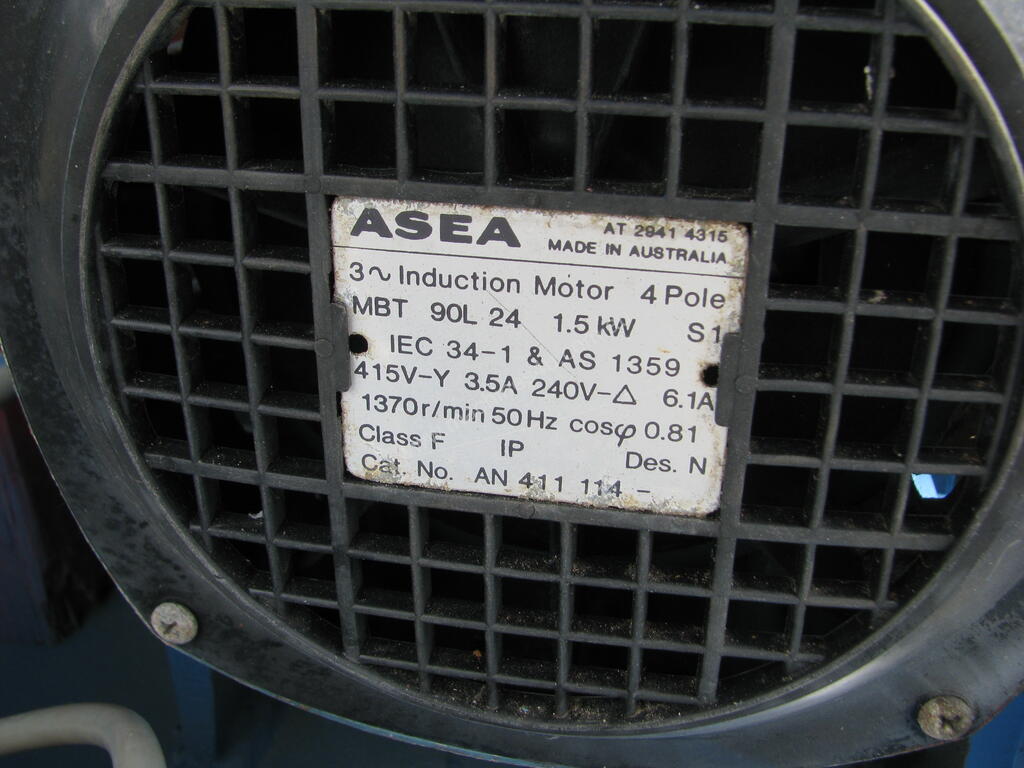 ASEA
AT 2941 4315
MADE IN AUSTRALIA
3~ Induction Motor 4 Pole
MBT 90L 24 1.5 kW S1
IEC 34-1 & AS 1359
415V-Y 3.5A 240V-△ 6.1A
1370r/min 50Hz cosφ 0.81
Class F IP Des. N
Cat. No. AN 411 114 -